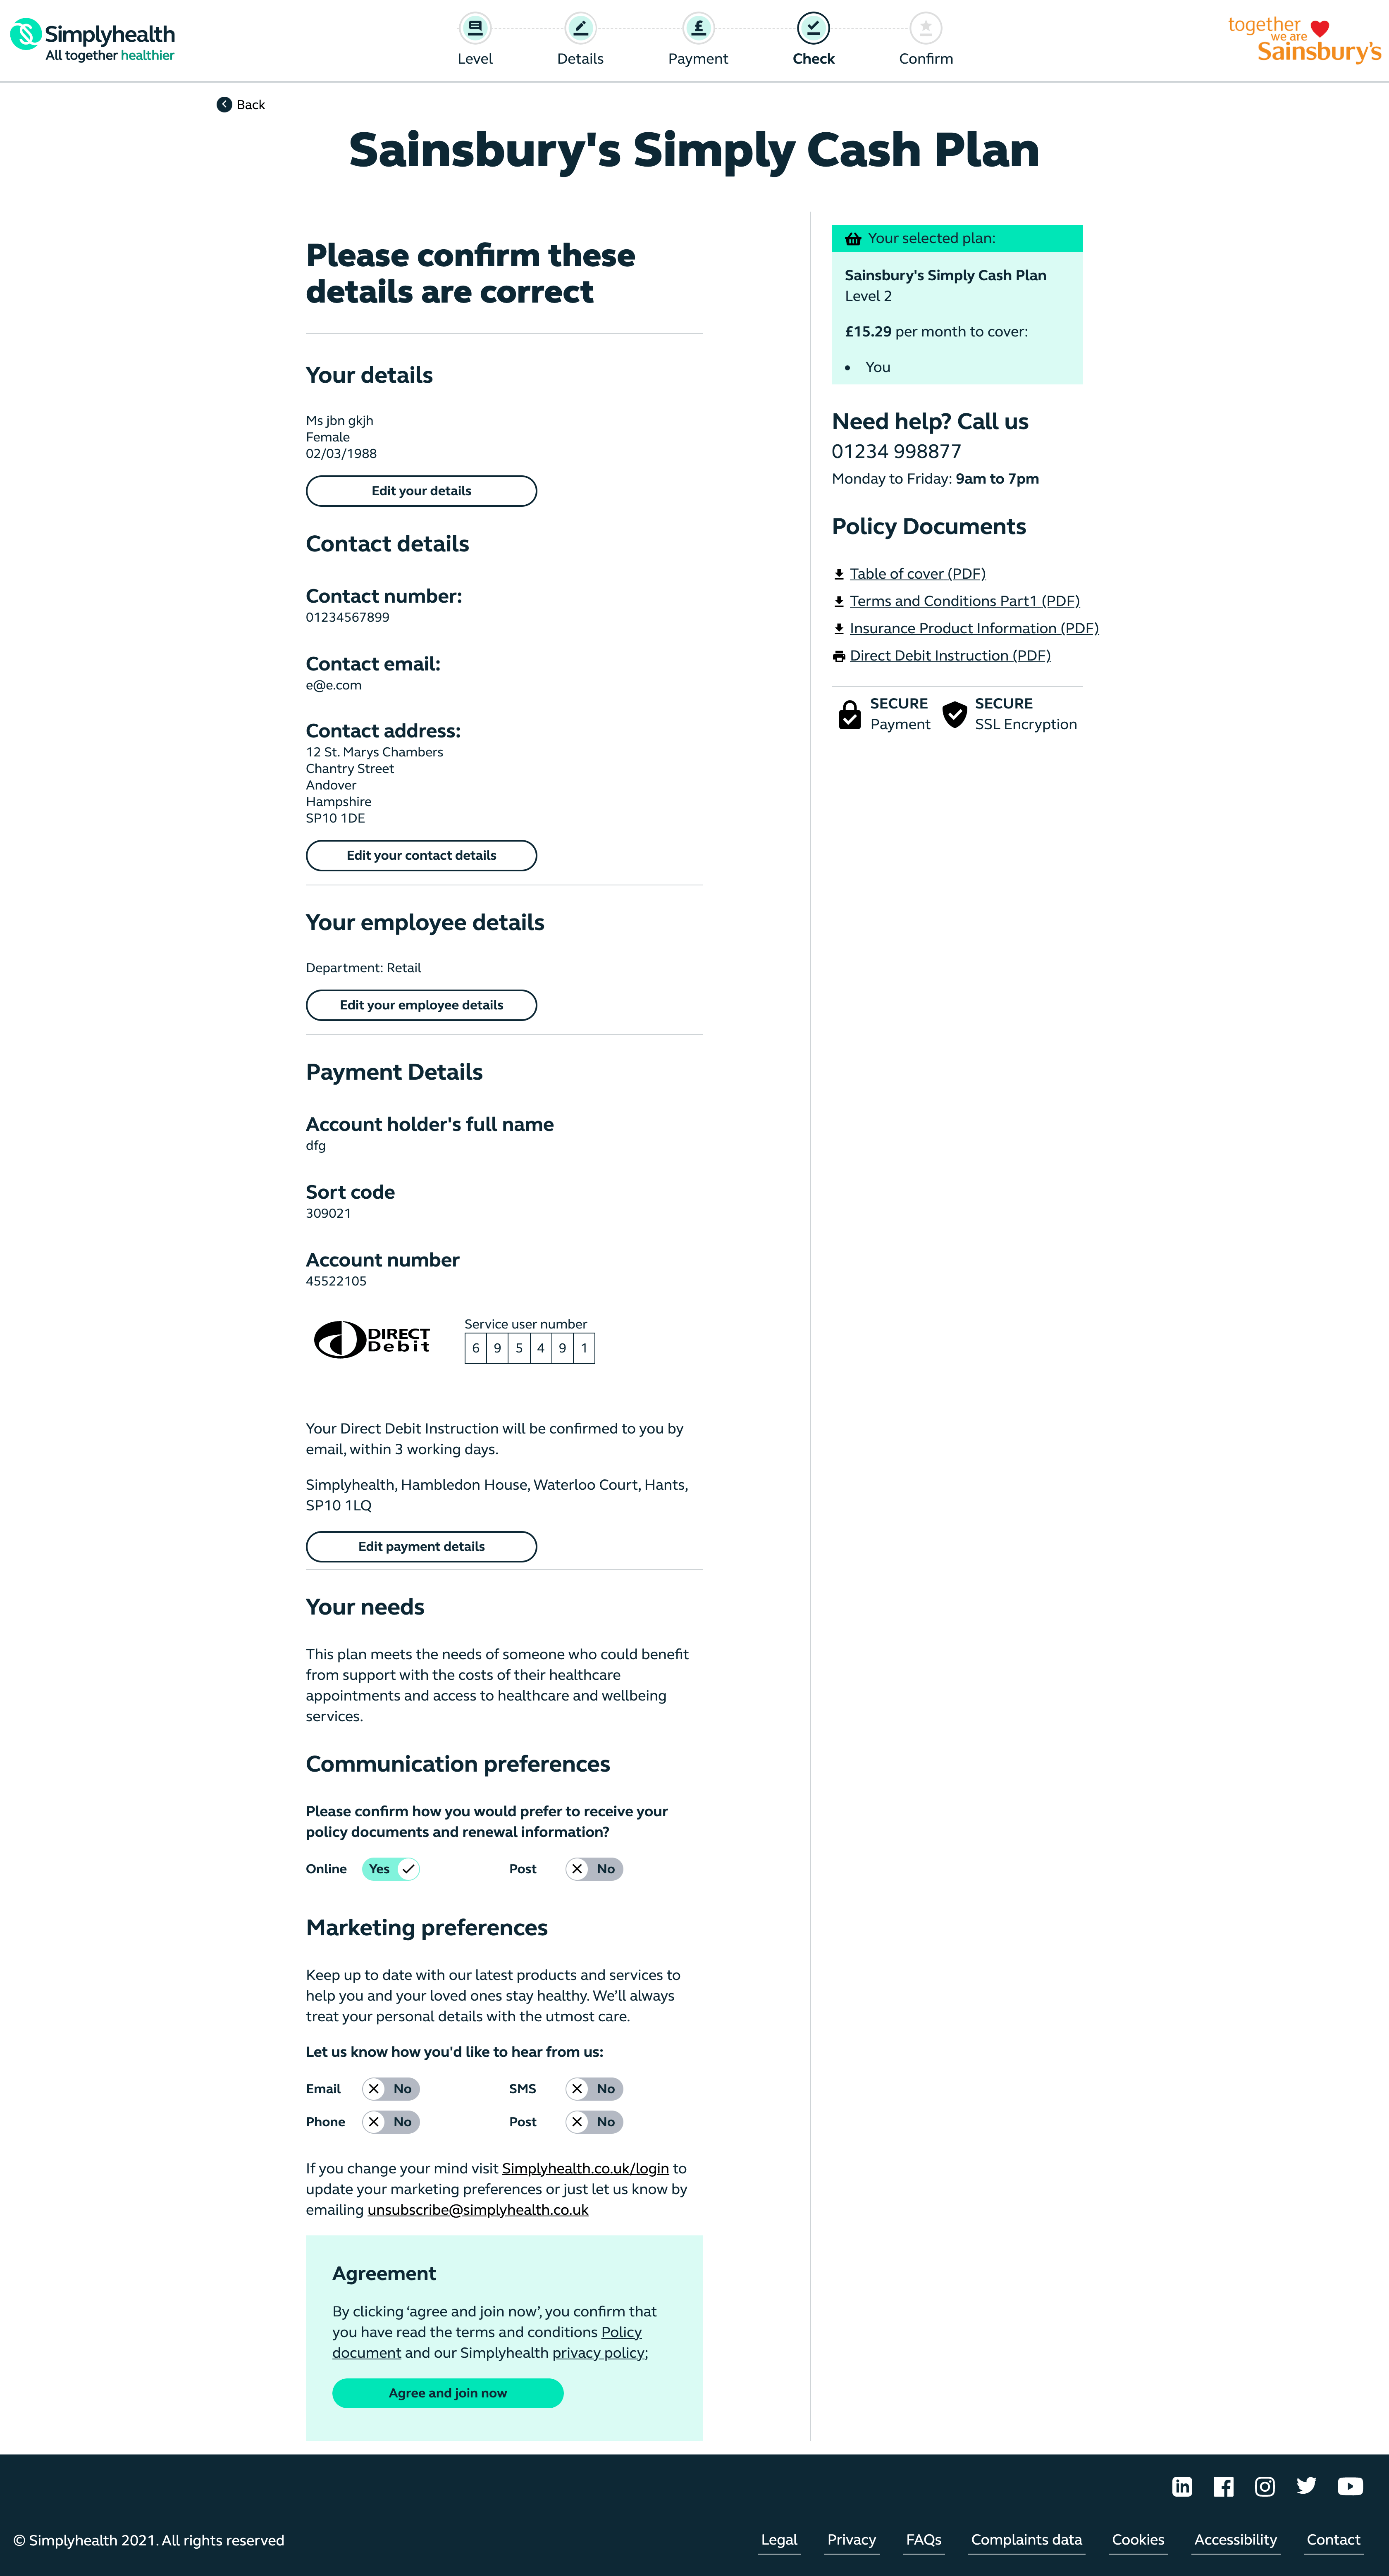 Simplyhealth
All together healthier
Level
Details
Payment
Check
Confirm
together
we are
Sainsbury's
Back
Sainsbury's Simply Cash Plan
Please confirm these
details are correct
Your details
Ms jbn gkjh
Female
02/03/1988
Edit your details
Contact details
Contact number:
01234567899
Contact email:
e@e.com
Contact address:
12 St. Marys Chambers
Chantry Street
Andover
Hampshire
SP10 1DE
Edit your contact details
Your employee details
Department: Retail
Edit your employee details
Payment Details
Account holder's full name
dfg
Sort code
309021
Account number
45522105
DIRECT
Debit
Service user number
6 9 5 4 9 1
Your Direct Debit Instruction will be confirmed to you by
email, within 3 working days.
Simplyhealth, Hambledon House, Waterloo Court, Hants,
SP10 1LQ
Edit payment details
Your needs
This plan meets the needs of someone who could benefit
from support with the costs of their healthcare
appointments and access to healthcare and wellbeing
services.
Communication preferences
Please confirm how you would prefer to receive your
policy documents and renewal information?
Online Yes Post No
Marketing preferences
Keep up to date with our latest products and services to
help you and your loved ones stay healthy. We’ll always
treat your personal details with the utmost care.
Let us know how you'd like to hear from us:
Email No SMS No
Phone No Post No
If you change your mind visit Simplyhealth.co.uk/login to
update your marketing preferences or just let us know by
emailing unsubscribe@simplyhealth.co.uk
Agreement
By clicking ‘agree and join now’, you confirm that
you have read the terms and conditions Policy
document and our Simplyhealth privacy policy;
Agree and join now
Your selected plan:
Sainsbury's Simply Cash Plan
Level 2
£15.29 per month to cover:
• You
Need help? Call us
01234 998877
Monday to Friday: 9am to 7pm
Policy Documents
Table of cover (PDF)
Terms and Conditions Part1 (PDF)
Insurance Product Information (PDF)
Direct Debit Instruction (PDF)
SECURE
Payment
SECURE
SSL Encryption
© Simplyhealth 2021. All rights reserved
Legal Privacy FAQs Complaints data Cookies Accessibility Contact